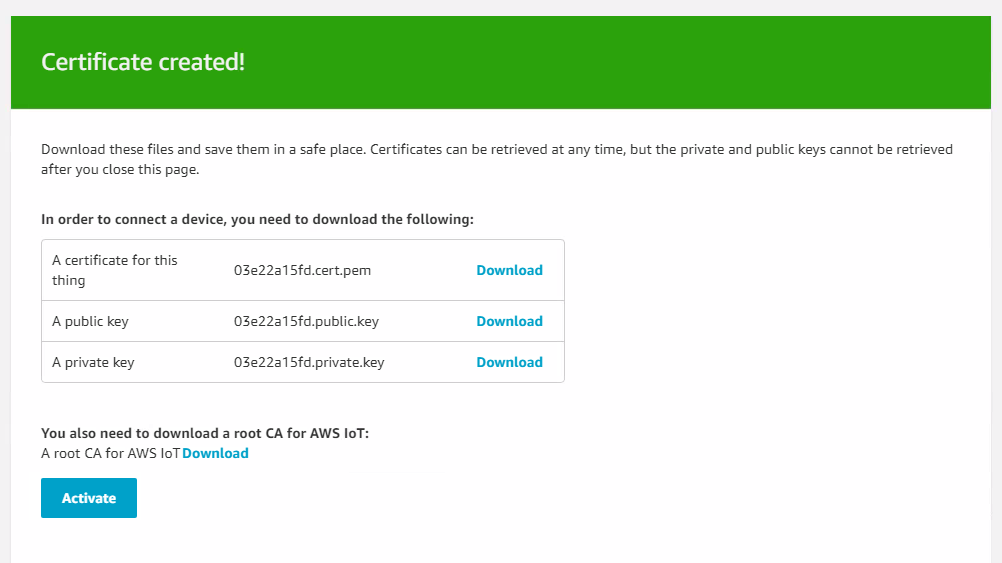 Certificate created!
Download these files and save them in a safe place. Certificates can be retrieved at any time, but the private and public keys cannot be retrieved
after you close this page.
In order to connect a device, you need to download the following:
A certificate for this
thing
03e22a15fd.cert.pem
Download
A public key
03e22a15fd.public.key
Download
A private key
03e22a15fd.private.key
Download
You also need to download a root CA for AWS IoT:
A root CA for AWS IoT Download
Activate